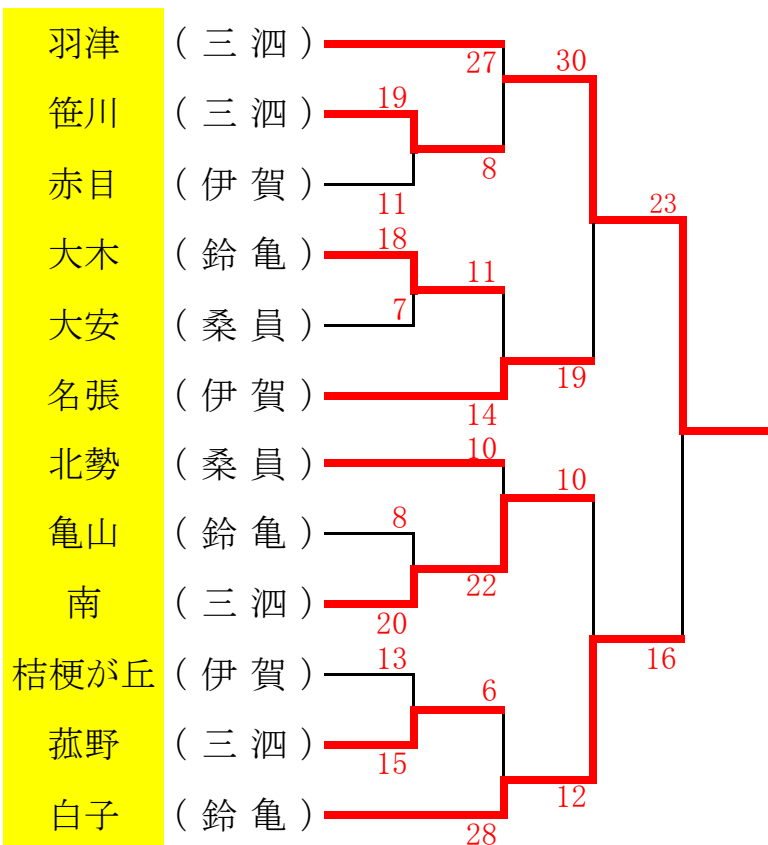 羽津 (三泗)
27
30
笹川 (三泗)
19
8
赤目 (伊賀)
11
23
大木 (鈴亀)
18
11
大安 (桑員)
7
19
名張 (伊賀)
14
北勢 (桑員)
10
10
亀山 (鈴亀)
8
22
南 (三泗)
20
16
桔梗が丘 (伊賀)
13
6
菰野 (三泗)
15
12
白子 (鈴亀)
28